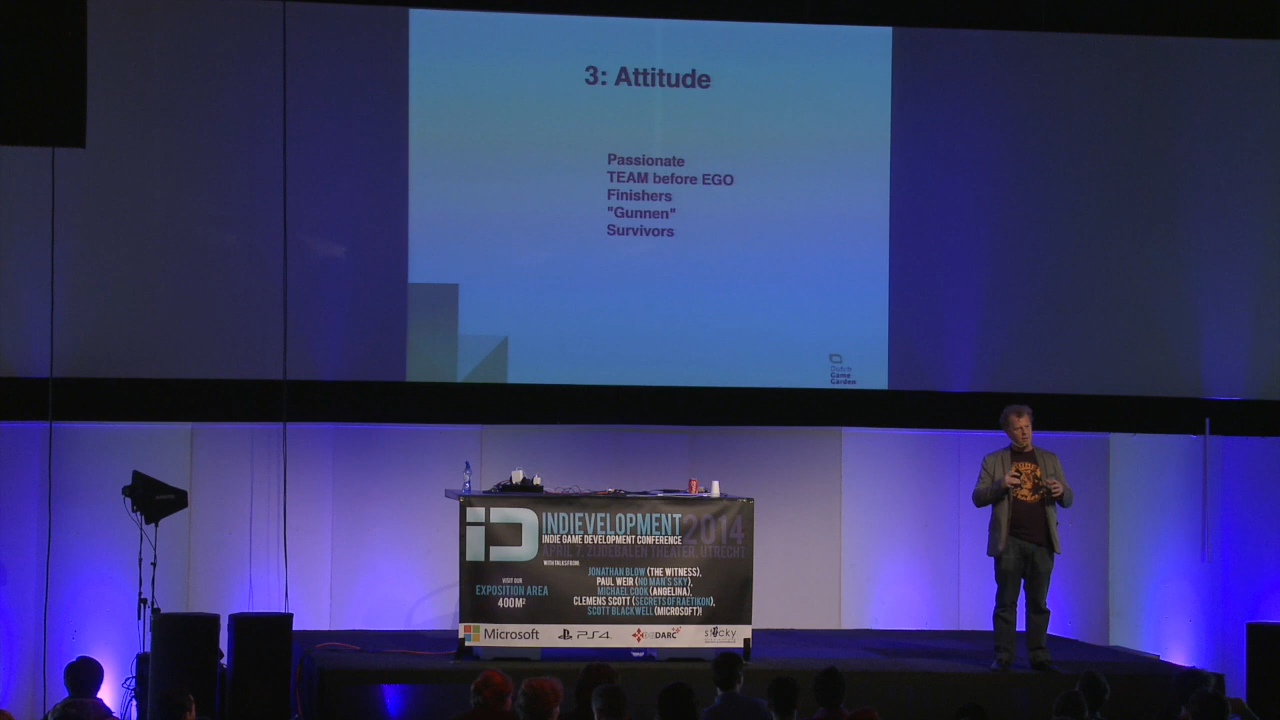 3: Attitude
Passionate
TEAM before EGO
Finishers
"Gunnen"
Survivors
Dutch
Game
Garden
iD
INDIEVELOPMENT 2014
INDIE GAME DEVELOPMENT CONFERENCE
APRIL 7, ZIJDEBALEN THEATER, UTRECHT
WITH TALKS FROM:
JONATHAN BLOW (THE WITNESS),
PAUL WEIR (NO MAN'S SKY),
MICHAEL COOK (ANGELINA),
CLEMENS SCOTT (SECRETS OF RAETIKON),
SCOTT BLACKWELL (MICROSOFT)!
VISIT OUR
EXPOSITION AREA
400M²
Microsoft
PS4